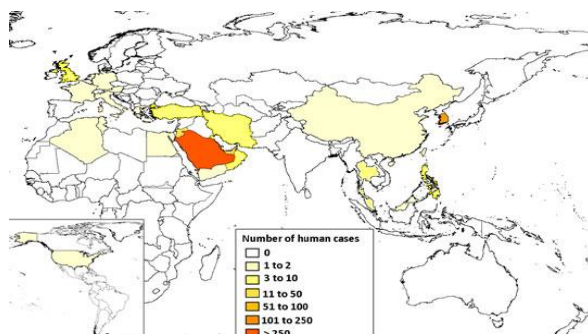 Number of human cases
0
1 to 2
3 to 10
11 to 50
51 to 100
101 to 250
> 250